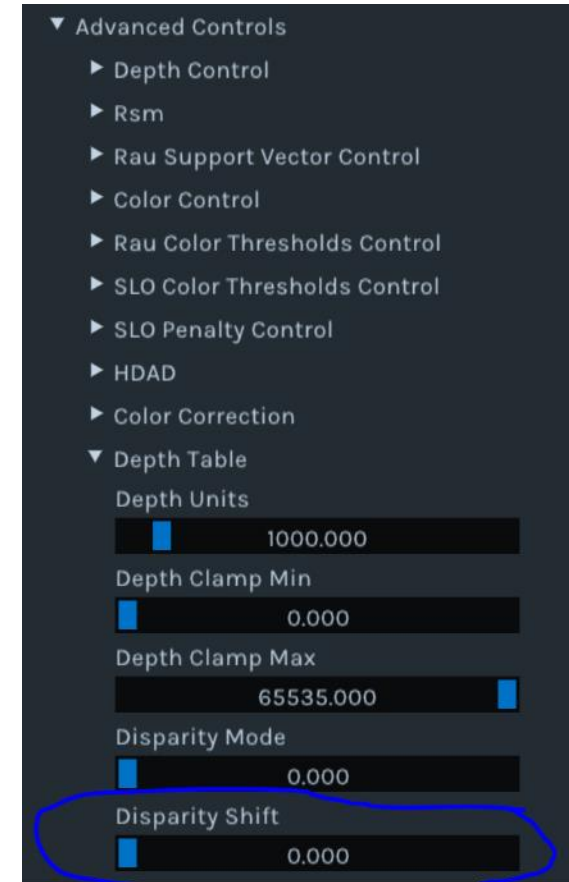 Advanced Controls
Depth Control
Rsm
Rau Support Vector Control
Color Control
Rau Color Thresholds Control
SLO Color Thresholds Control
SLO Penalty Control
HDAD
Color Correction
Depth Table
Depth Units
1000.000
Depth Clamp Min
0.000
Depth Clamp Max
65535.000
Disparity Mode
0.000
Disparity Shift
0.000